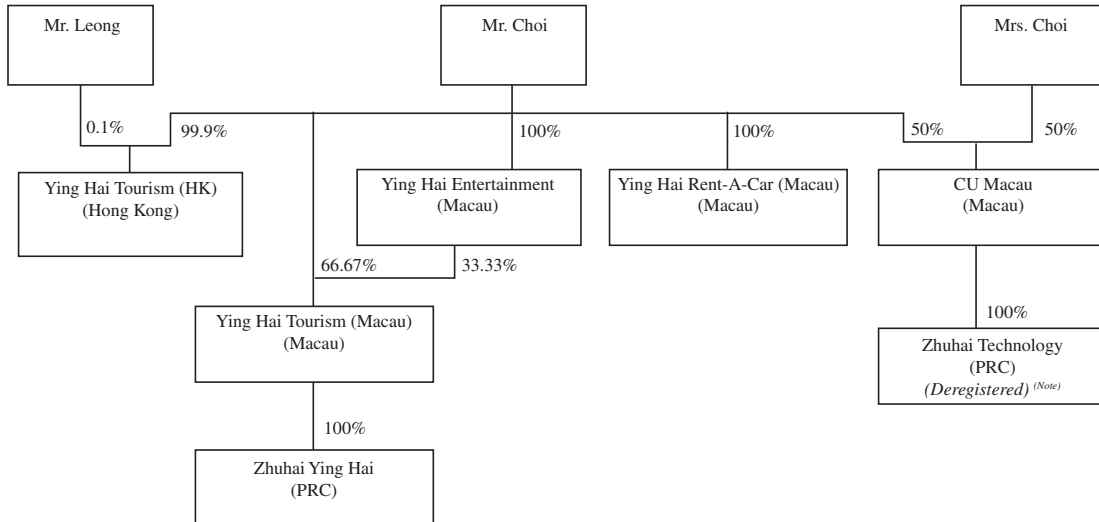 Mr. Leong
Mr. Choi
Mrs. Choi
0.1%
99.9%
100%
100%
50%
50%
Ying Hai Tourism (HK)
(Hong Kong)
Ying Hai Entertainment
(Macau)
Ying Hai Rent-A-Car (Macau)
(Macau)
CU Macau
(Macau)
66.67%
33.33%
100%
Ying Hai Tourism (Macau)
(Macau)
Zhuhai Technology
(PRC)
(Deregistered) (Note)
100%
Zhuhai Ying Hai
(PRC)